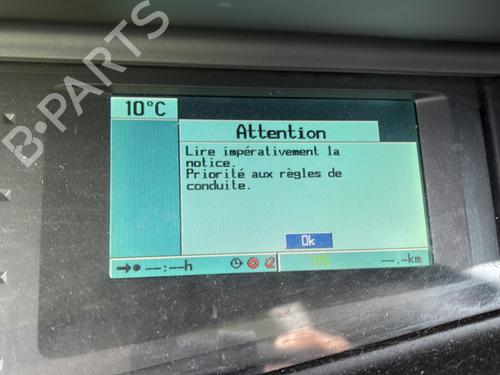 10°C
Attention
Lire impérativement la
notice.
Priorité aux règles de
conduite.
Ok
--:--h
--.-km
B-PARTS